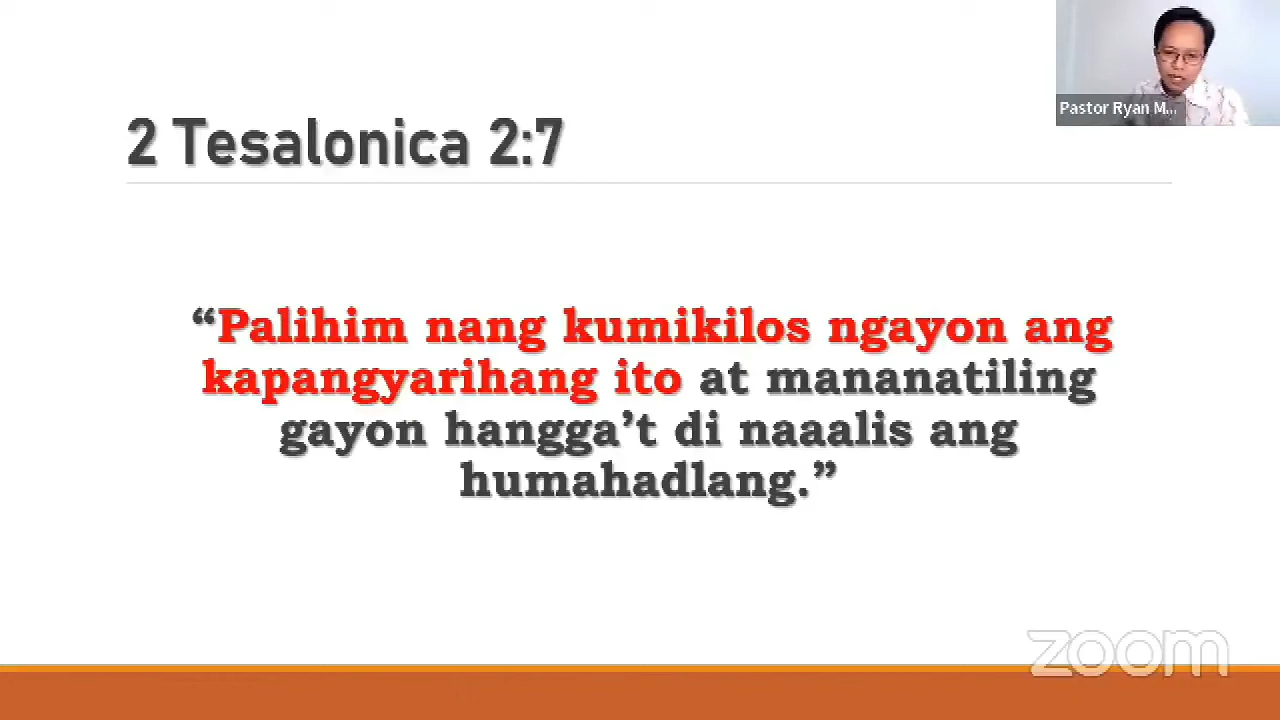 Pastor Ryan M...
2 Tesalonica 2:7
“Palihim nang kumikilos ngayon ang
kapangyarihang ito at mananatiling
gayon hangga’t di naaalis ang
humahadlang.”
zoom